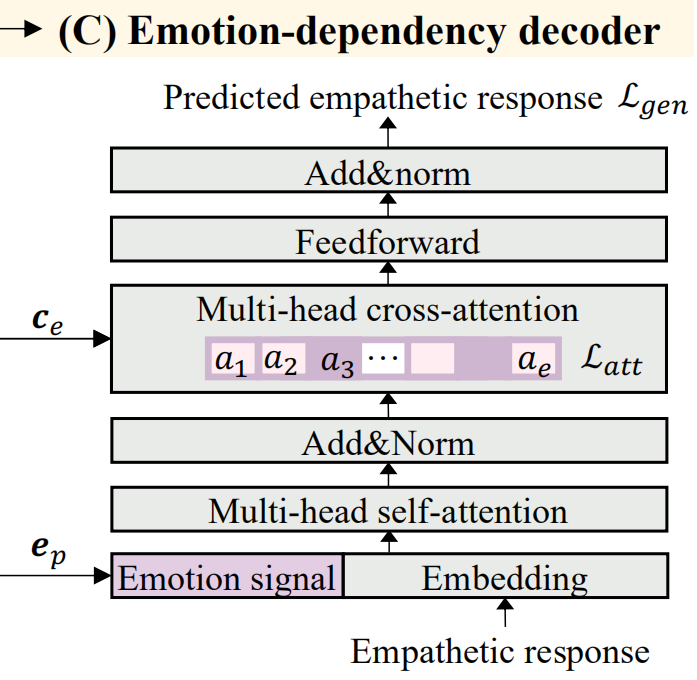 (C) Emotion-dependency decoder
Predicted empathetic response ℒ_gen
Add&norm
Feedforward
Multi-head cross-attention
c_e
a_1 a_2 a_3 ⋯ a_e ℒ_att
Add&Norm
Multi-head self-attention
e_p
Emotion signal Embedding
Empathetic response